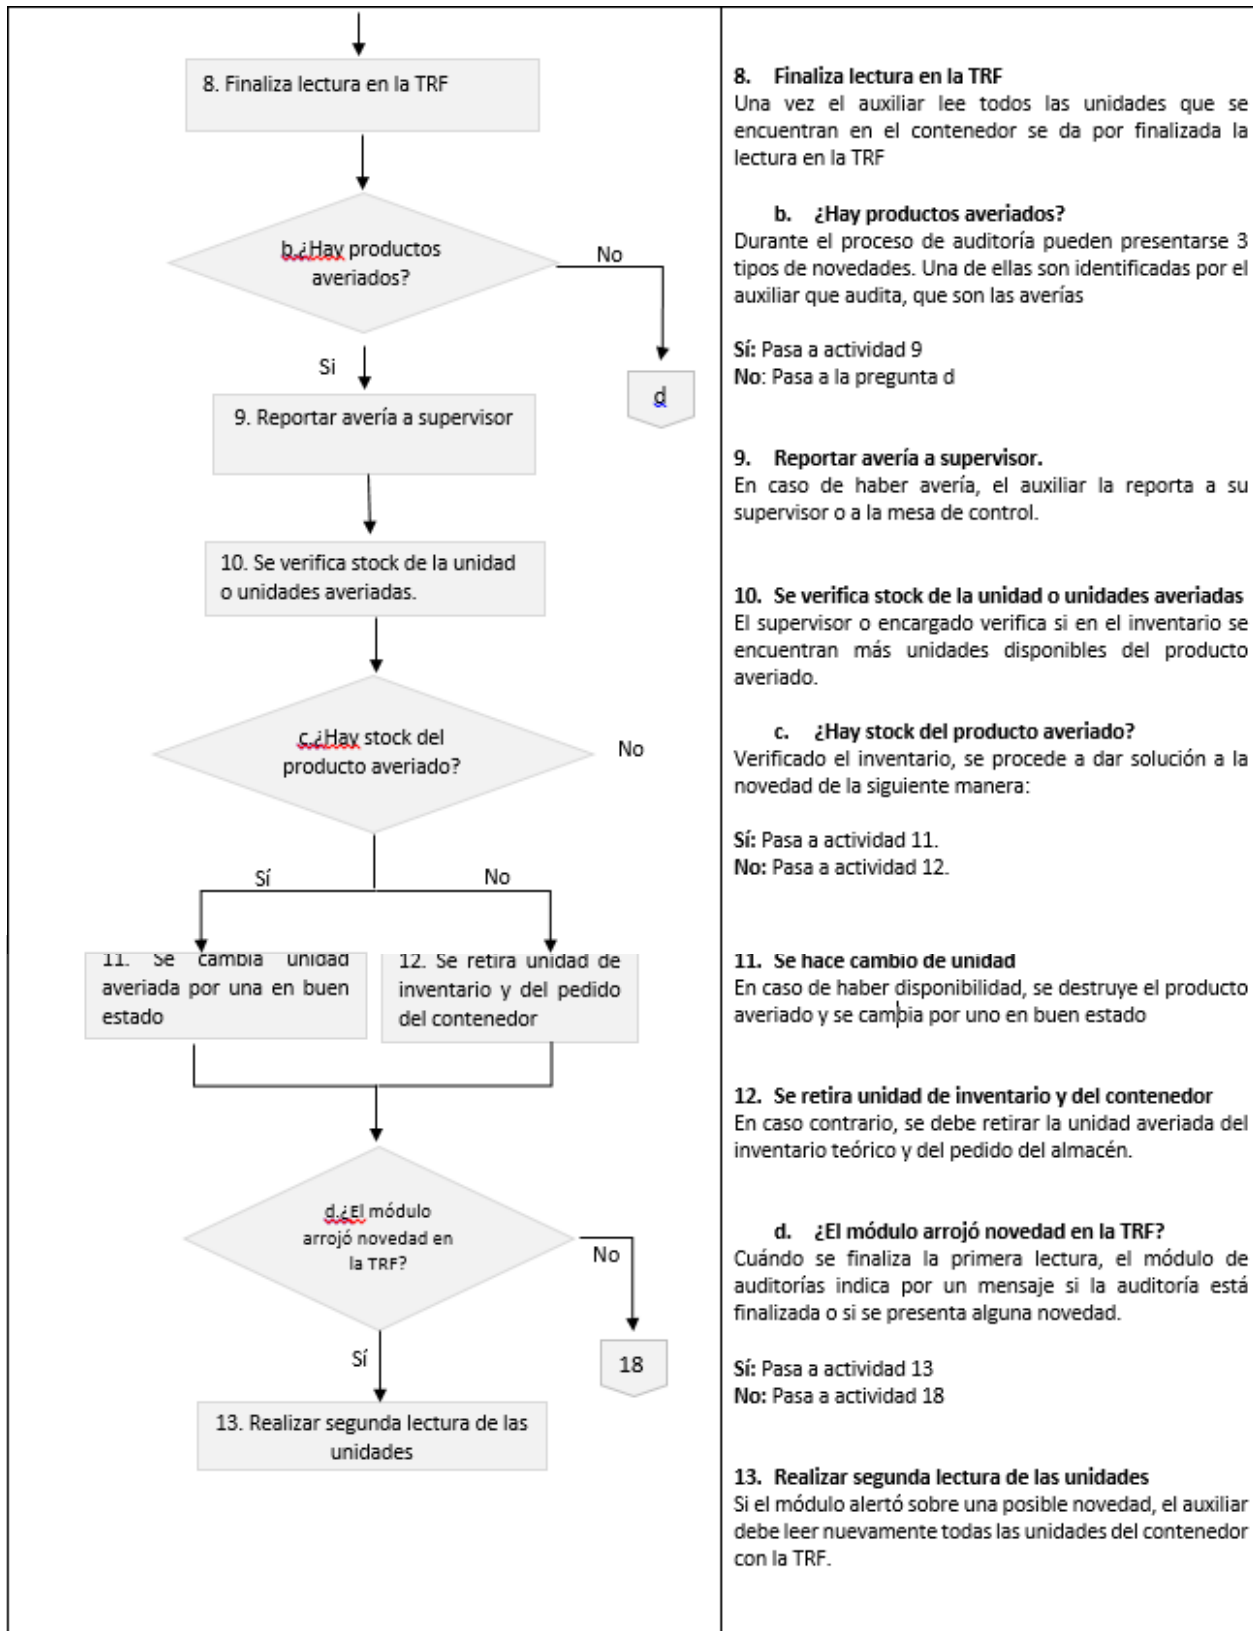 8. Finaliza lectura en la TRF
b.¿Hay productos
averiados?
No
Si
d
9. Reportar avería a supervisor
10. Se verifica stock de la unidad
o unidades averiadas.
c.¿Hay stock del
producto averiado?
No
Sí
No
11. Se cambia unidad
averiada por una en buen
estado
12. Se retira unidad de
inventario y del pedido
del contenedor
d.¿El módulo
arrojó novedad en
la TRF?
No
Sí
18
13. Realizar segunda lectura de las
unidades
8. Finaliza lectura en la TRF
Una vez el auxiliar lee todos las unidades que se
encuentran en el contenedor se da por finalizada la
lectura en la TRF
b. ¿Hay productos averiados?
Durante el proceso de auditoría pueden presentarse 3
tipos de novedades. Una de ellas son identificadas por el
auxiliar que audita, que son las averías
Sí: Pasa a actividad 9
No: Pasa a la pregunta d
9. Reportar avería a supervisor.
En caso de haber avería, el auxiliar la reporta a su
supervisor o a la mesa de control.
10. Se verifica stock de la unidad o unidades averiadas
El supervisor o encargado verifica si en el inventario se
encuentran más unidades disponibles del producto
averiado.
c. ¿Hay stock del producto averiado?
Verificado el inventario, se procede a dar solución a la
novedad de la siguiente manera:
Sí: Pasa a actividad 11.
No: Pasa a actividad 12.
11. Se hace cambio de unidad
En caso de haber disponibilidad, se destruye el producto
averiado y se cambia por uno en buen estado
12. Se retira unidad de inventario y del contenedor
En caso contrario, se debe retirar la unidad averiada del
inventario teórico y del pedido del almacén.
d. ¿El módulo arrojó novedad en la TRF?
Cuándo se finaliza la primera lectura, el módulo de
auditorías indica por un mensaje si la auditoría está
finalizada o si se presenta alguna novedad.
Sí: Pasa a actividad 13
No: Pasa a actividad 18
13. Realizar segunda lectura de las unidades
Si el módulo alertó sobre una posible novedad, el auxiliar
debe leer nuevamente todas las unidades del contenedor
con la TRF.